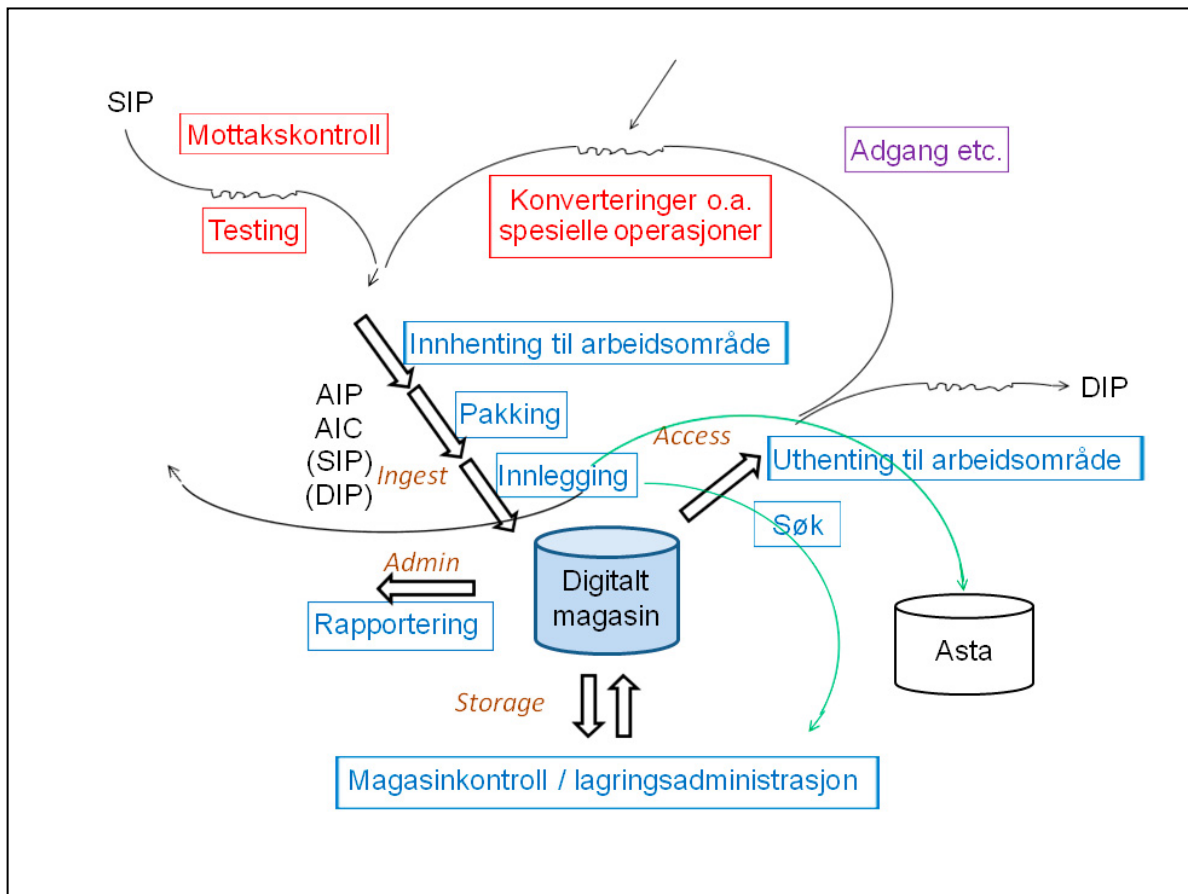 SIP
Mottakskontroll
Testing
Konverteringer o.a.
spesielle operasjoner
Adgang etc.
Innhenting til arbeidsområde
AIP
AIC
(SIP)
(DIP)
Pakking
Ingest
Innlegging
Access
DIP
Uthenting til arbeidsområde
Søk
Admin
Rapportering
Digitalt
magasin
Asta
Storage
Magasinkontroll / lagringsadministrasjon